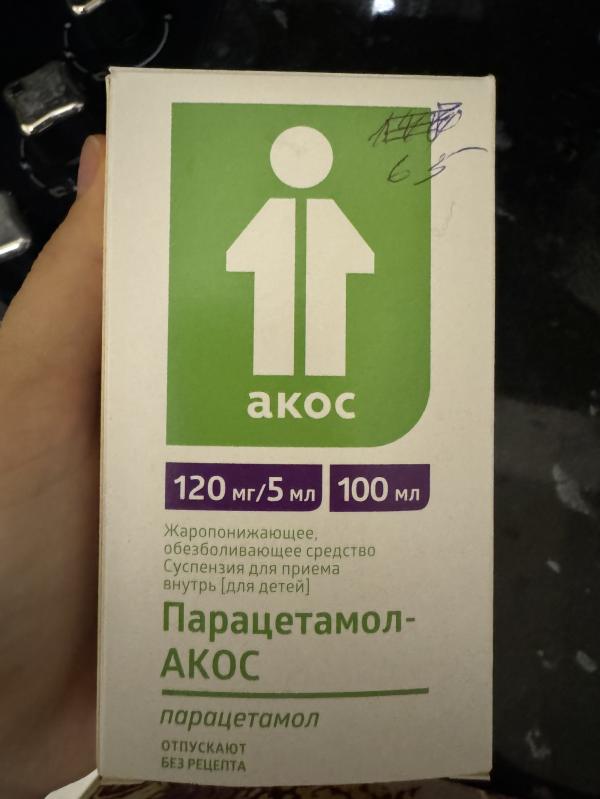 65
акос
120 мг/5 мл 100 мл
Жаропонижающее,
обезболивающее средство
Суспензия для приема
внутрь [для детей]
Парацетамол-
АКОС
парацетамол
ОТПУСКАЮТ
БЕЗ РЕЦЕПТА